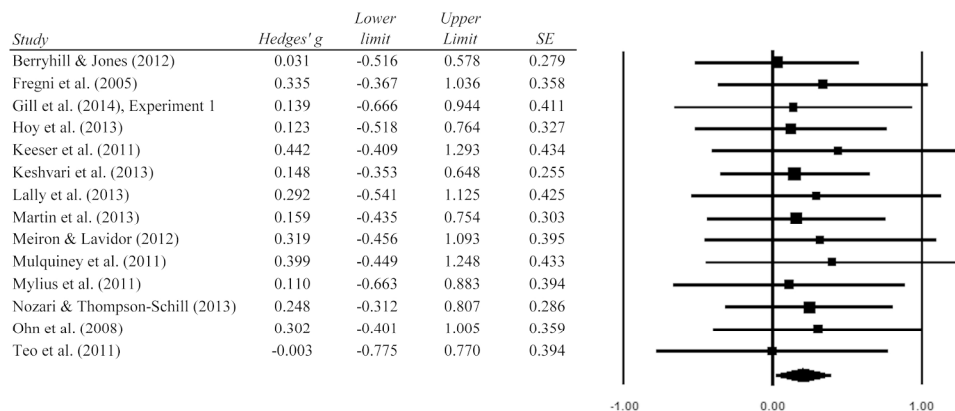 Lower Upper
Study Hedges' g limit Limit SE
Berryhill & Jones (2012) 0.031 -0.516 0.578 0.279
Fregni et al. (2005) 0.335 -0.367 1.036 0.358
Gill et al. (2014), Experiment 1 0.139 -0.666 0.944 0.411
Hoy et al. (2013) 0.123 -0.518 0.764 0.327
Keeser et al. (2011) 0.442 -0.409 1.293 0.434
Keshvari et al. (2013) 0.148 -0.353 0.648 0.255
Lally et al. (2013) 0.292 -0.541 1.125 0.425
Martin et al. (2013) 0.159 -0.435 0.754 0.303
Meiron & Lavidor (2012) 0.319 -0.456 1.093 0.395
Mulquiney et al. (2011) 0.399 -0.449 1.248 0.433
Mylius et al. (2011) 0.110 -0.663 0.883 0.394
Nozari & Thompson-Schill (2013) 0.248 -0.312 0.807 0.286
Ohn et al. (2008) 0.302 -0.401 1.005 0.359
Teo et al. (2011) -0.003 -0.775 0.770 0.394
-1.00 0.00 1.00